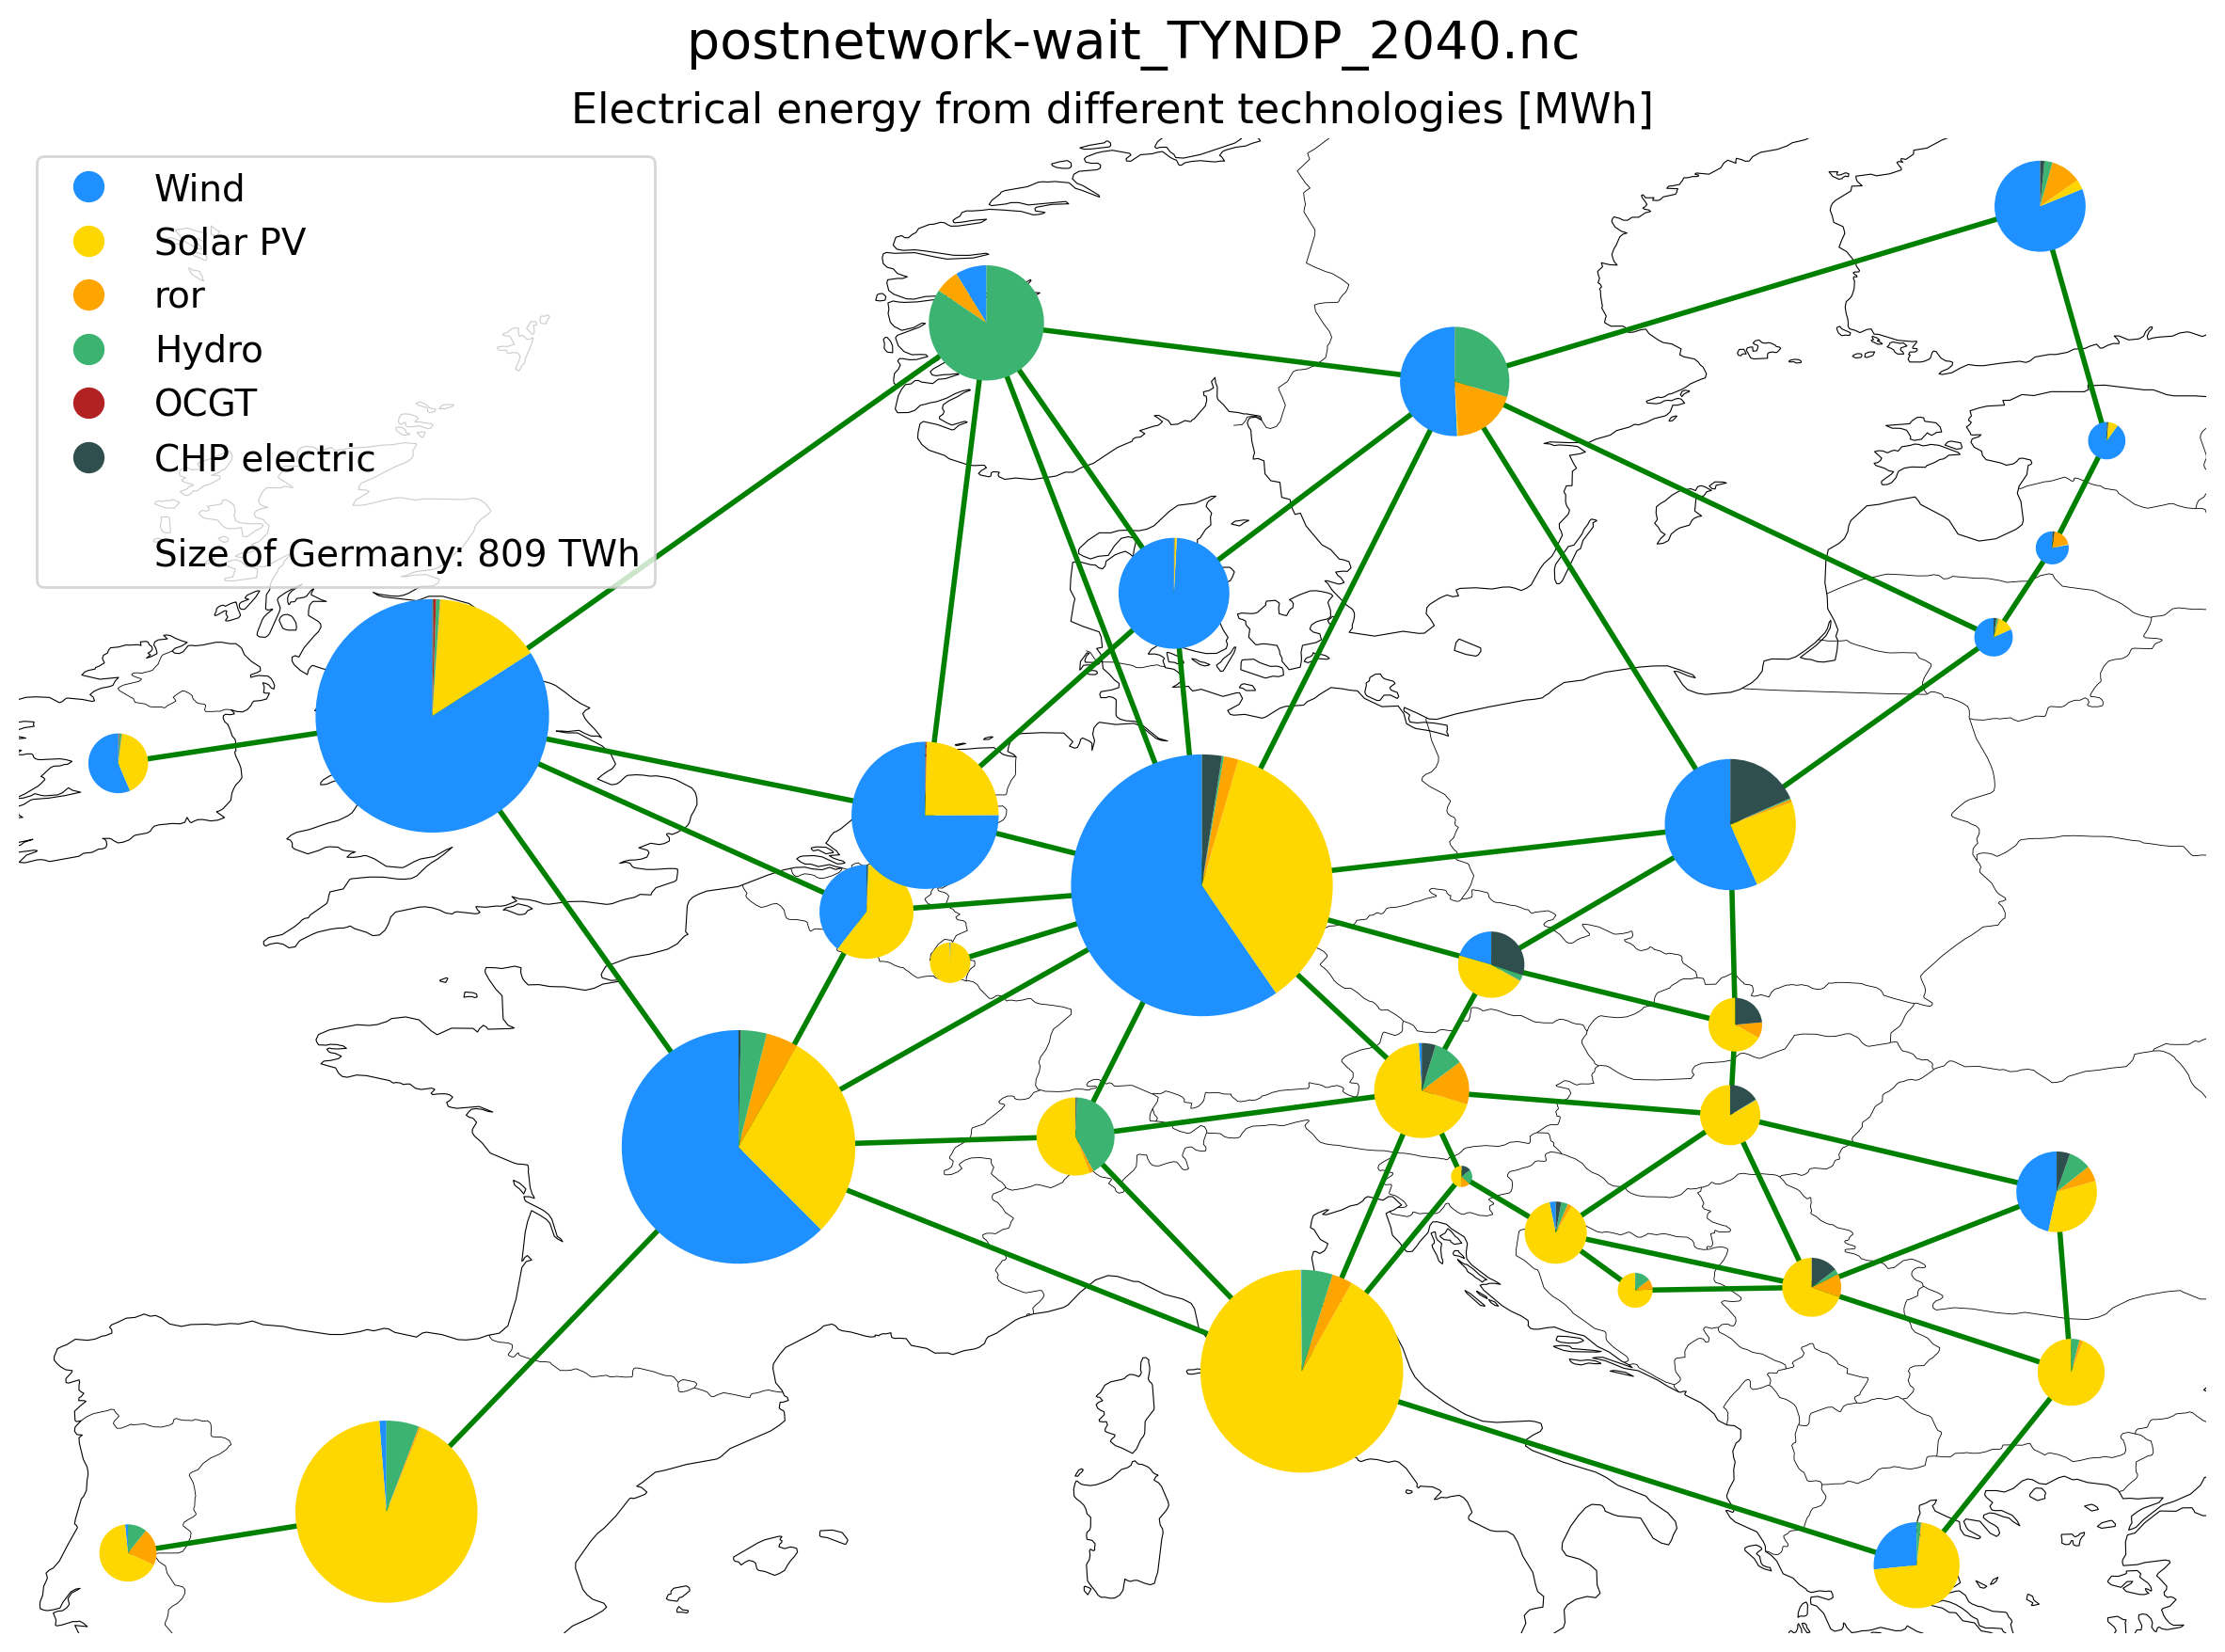 postnetwork-wait_TYNDP_2040.nc
Electrical energy from different technologies [MWh]
Wind
Solar PV
ror
Hydro
OCGT
CHP electric
Size of Germany: 809 TWh